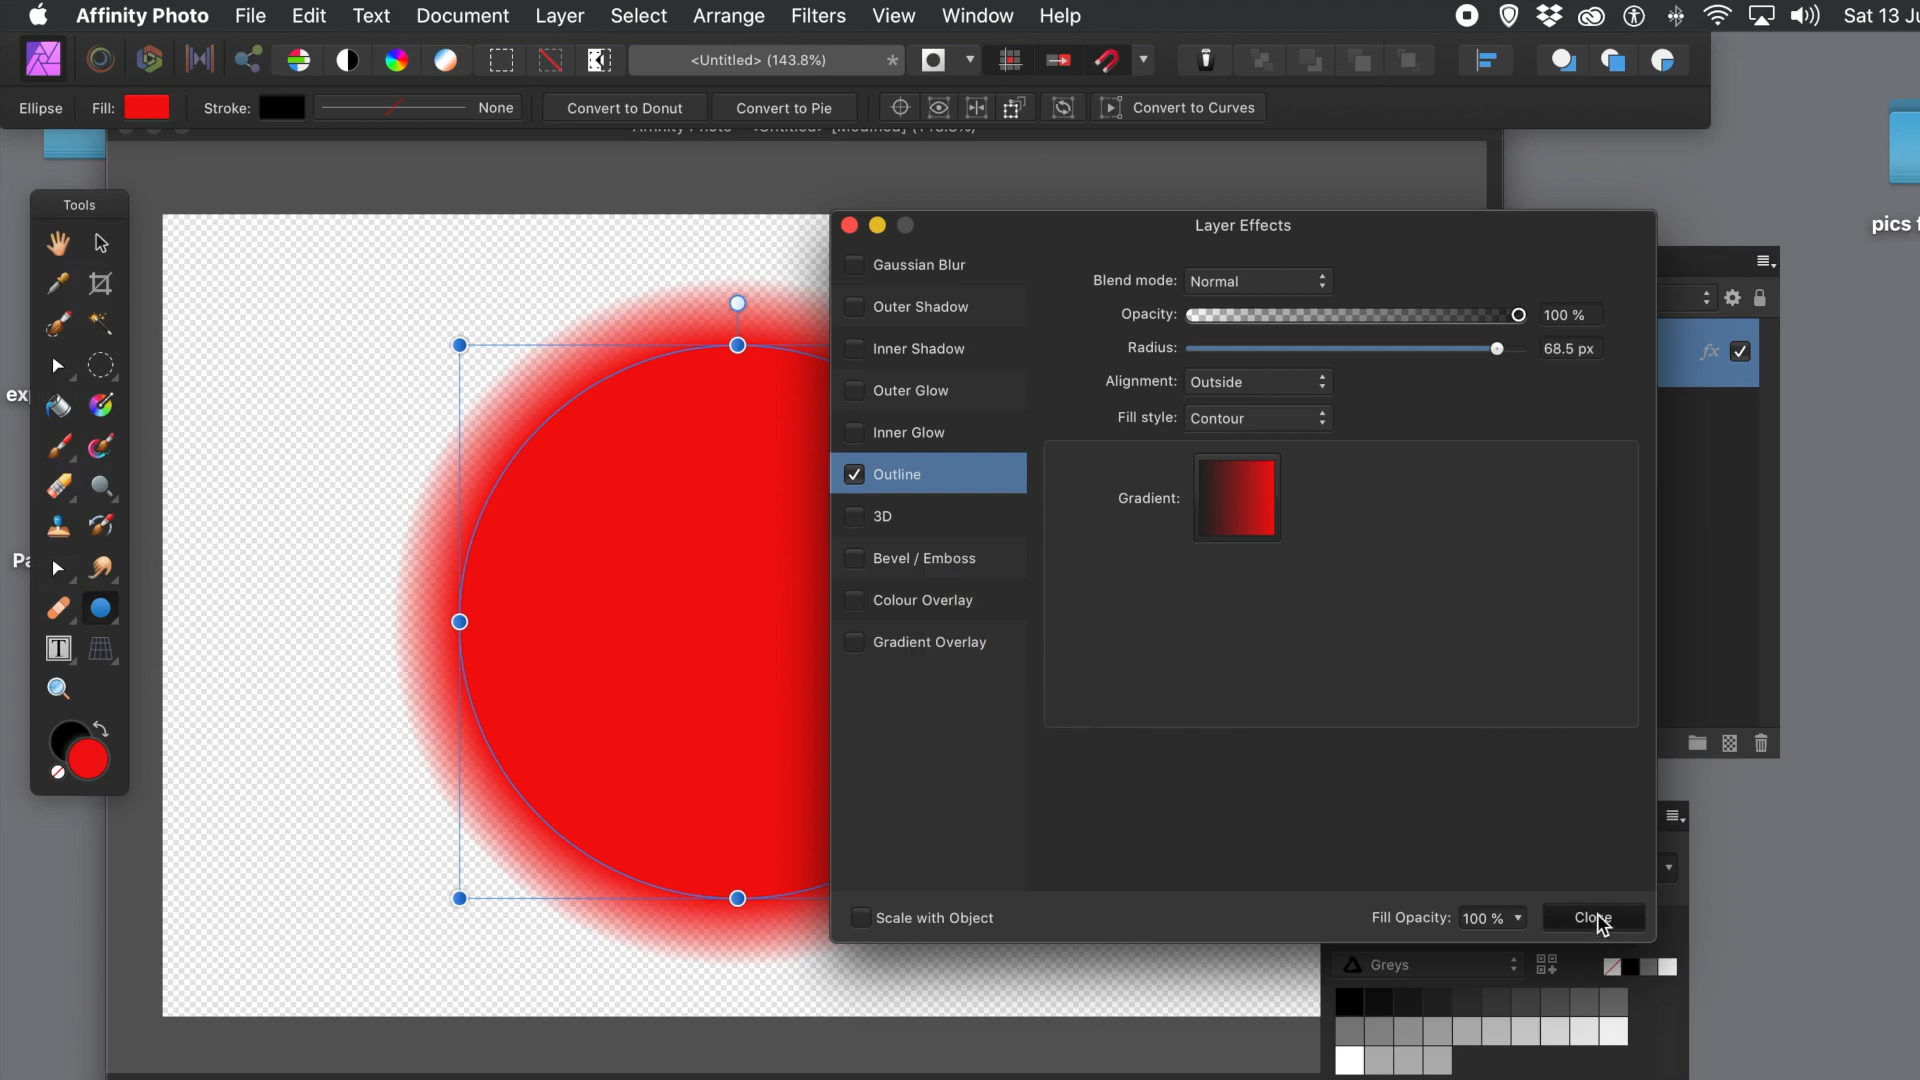 Affinity Photo File Edit Text Document Layer Select Arrange Filters View Window Help
<Untitled> (143.8%) *
Ellipse Fill: Stroke: None Convert to Donut Convert to Pie Convert to Curves
Tools
Layer Effects
Gaussian Blur
Outer Shadow
Inner Shadow
Outer Glow
Inner Glow
Outline
3D
Bevel / Emboss
Colour Overlay
Gradient Overlay
Blend mode: Normal
Opacity: 100 %
Radius: 68.5 px
Alignment: Outside
Fill style: Contour
Gradient:
Scale with Object
Fill Opacity: 100 %
Close
fx
Greys
pics